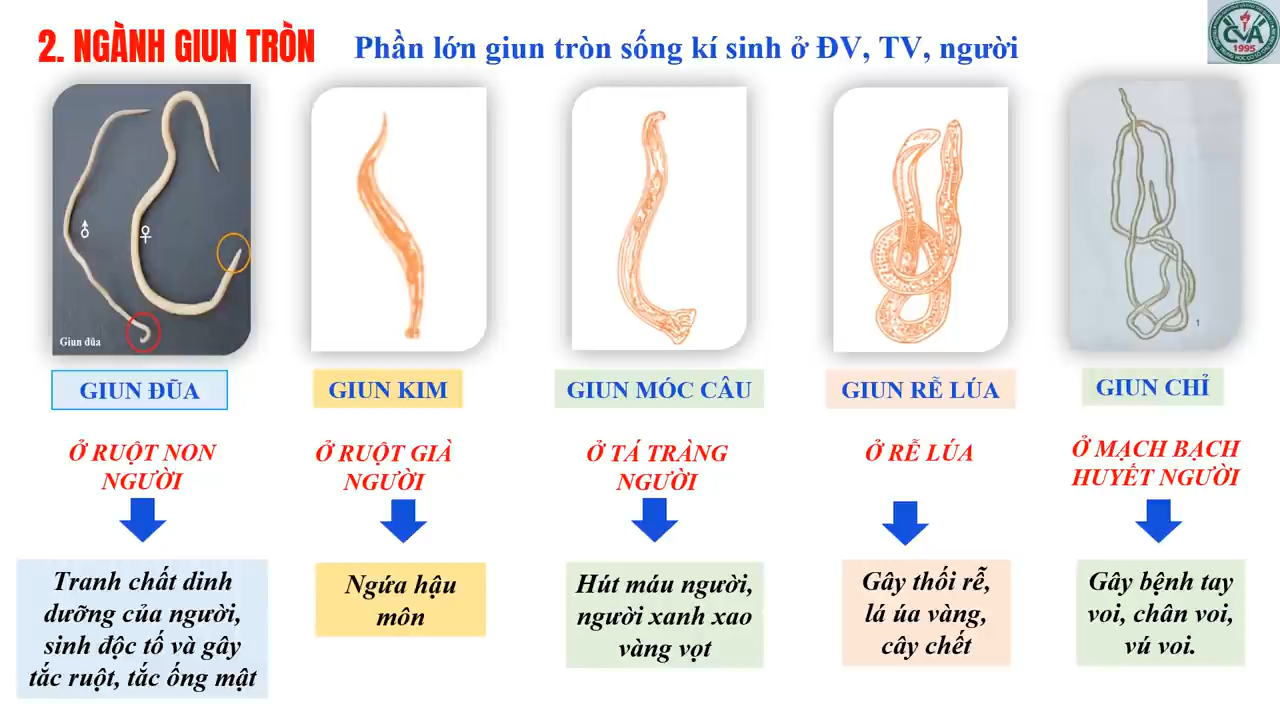 2. NGÀNH GIUN TRÒN
Phần lớn giun tròn sống kí sinh ở ĐV, TV, người
CVA
1995
♂
♀
Giun đũa
1
GIUN ĐŨA
GIUN KIM
GIUN MÓC CÂU
GIUN RỄ LÚA
GIUN CHỈ
Ở RUỘT NON
NGƯỜI
Ở RUỘT GIÀ
NGƯỜI
Ở TÁ TRÀNG
NGƯỜI
Ở RỄ LÚA
Ở MẠCH BẠCH
HUYẾT NGƯỜI
Tranh chất dinh
dưỡng của người,
sinh độc tố và gây
tắc ruột, tắc ống mật
Ngứa hậu
môn
Hút máu người,
người xanh xao
vàng vọt
Gây thối rễ,
lá úa vàng,
cây chết
Gây bệnh tay
voi, chân voi,
vú voi.